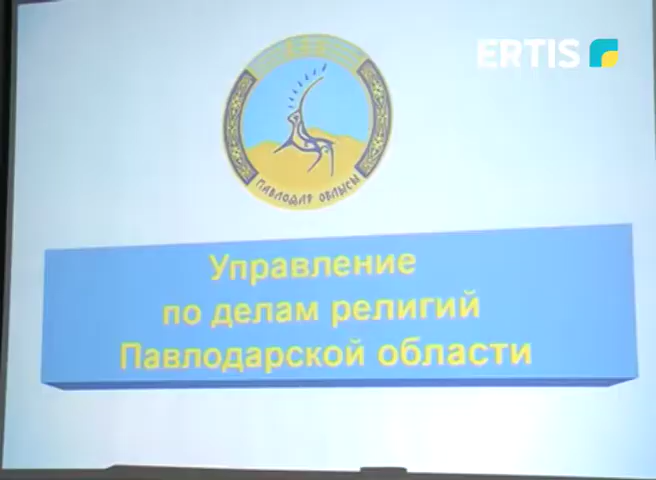 ERTIS
ПАВЛОДАР ОБЛЫСЫ
Управление
по делам религий
Павлодарской области